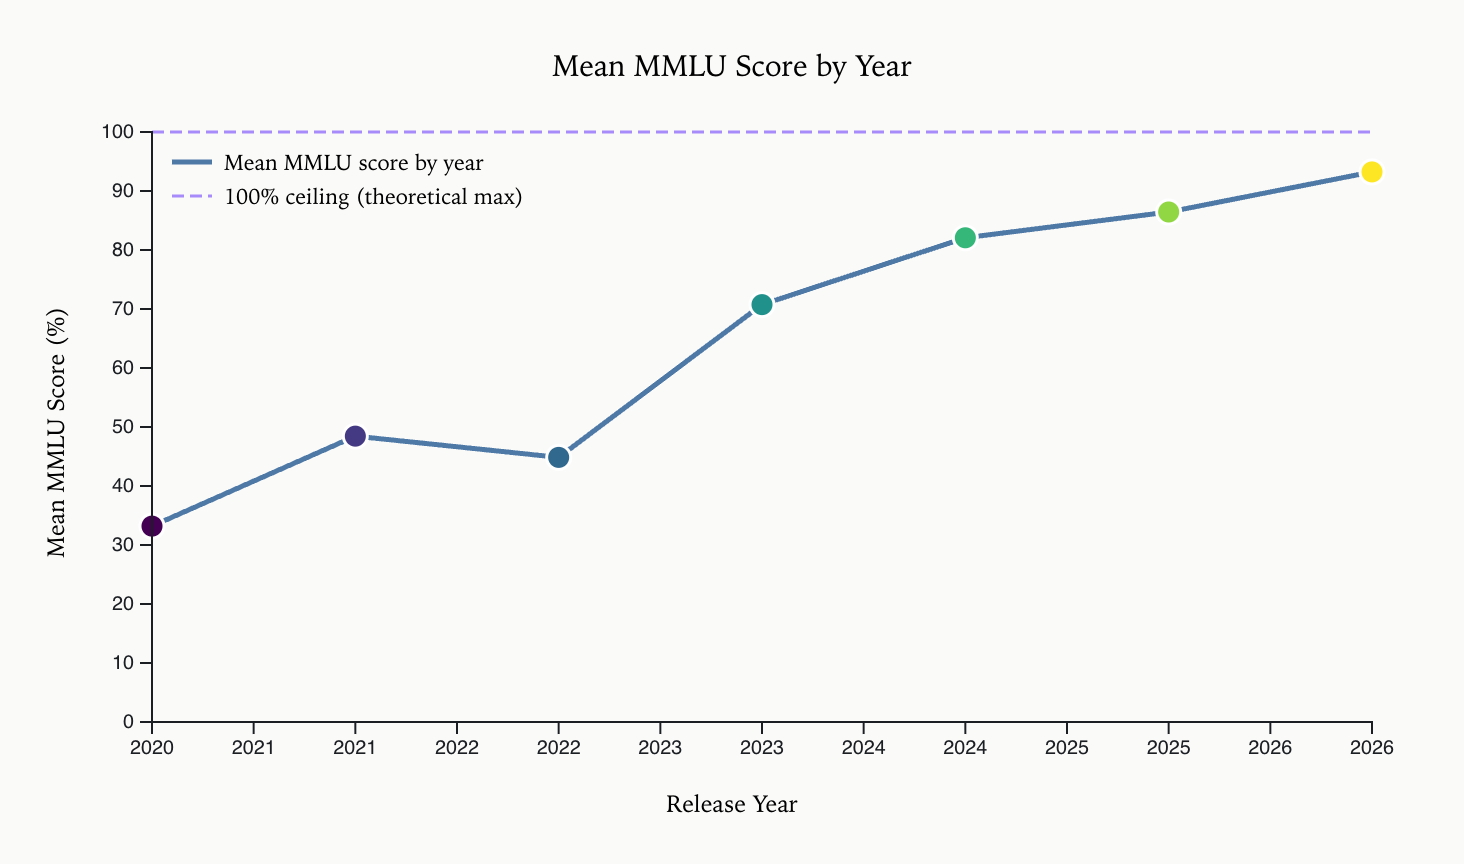 Mean MMLU Score by Year
100
90
80
70
60
50
40
30
20
10
0
Mean MMLU score by year
100% ceiling (theoretical max)
Mean MMLU Score (%)
2020 2021 2021 2022 2022 2023 2023 2024 2024 2025 2025 2026 2026
Release Year